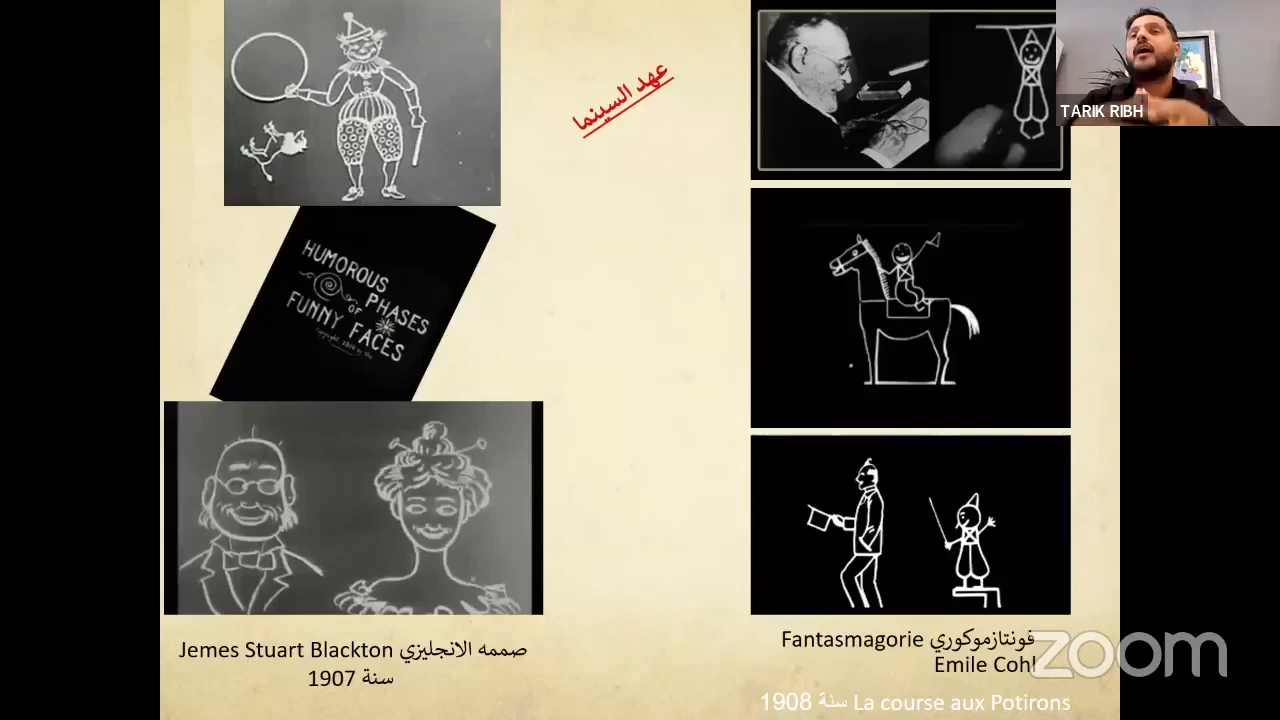 عهد السينما
TARIK RIBH
HUMOROUS
PHASES
OF
FUNNY FACES
صممه الانجليزي Jemes Stuart Blackton
سنة 1907
فونتازموكوري Fantasmagorie
Emile Cohl
La course aux Potirons سنة 1908
zoom